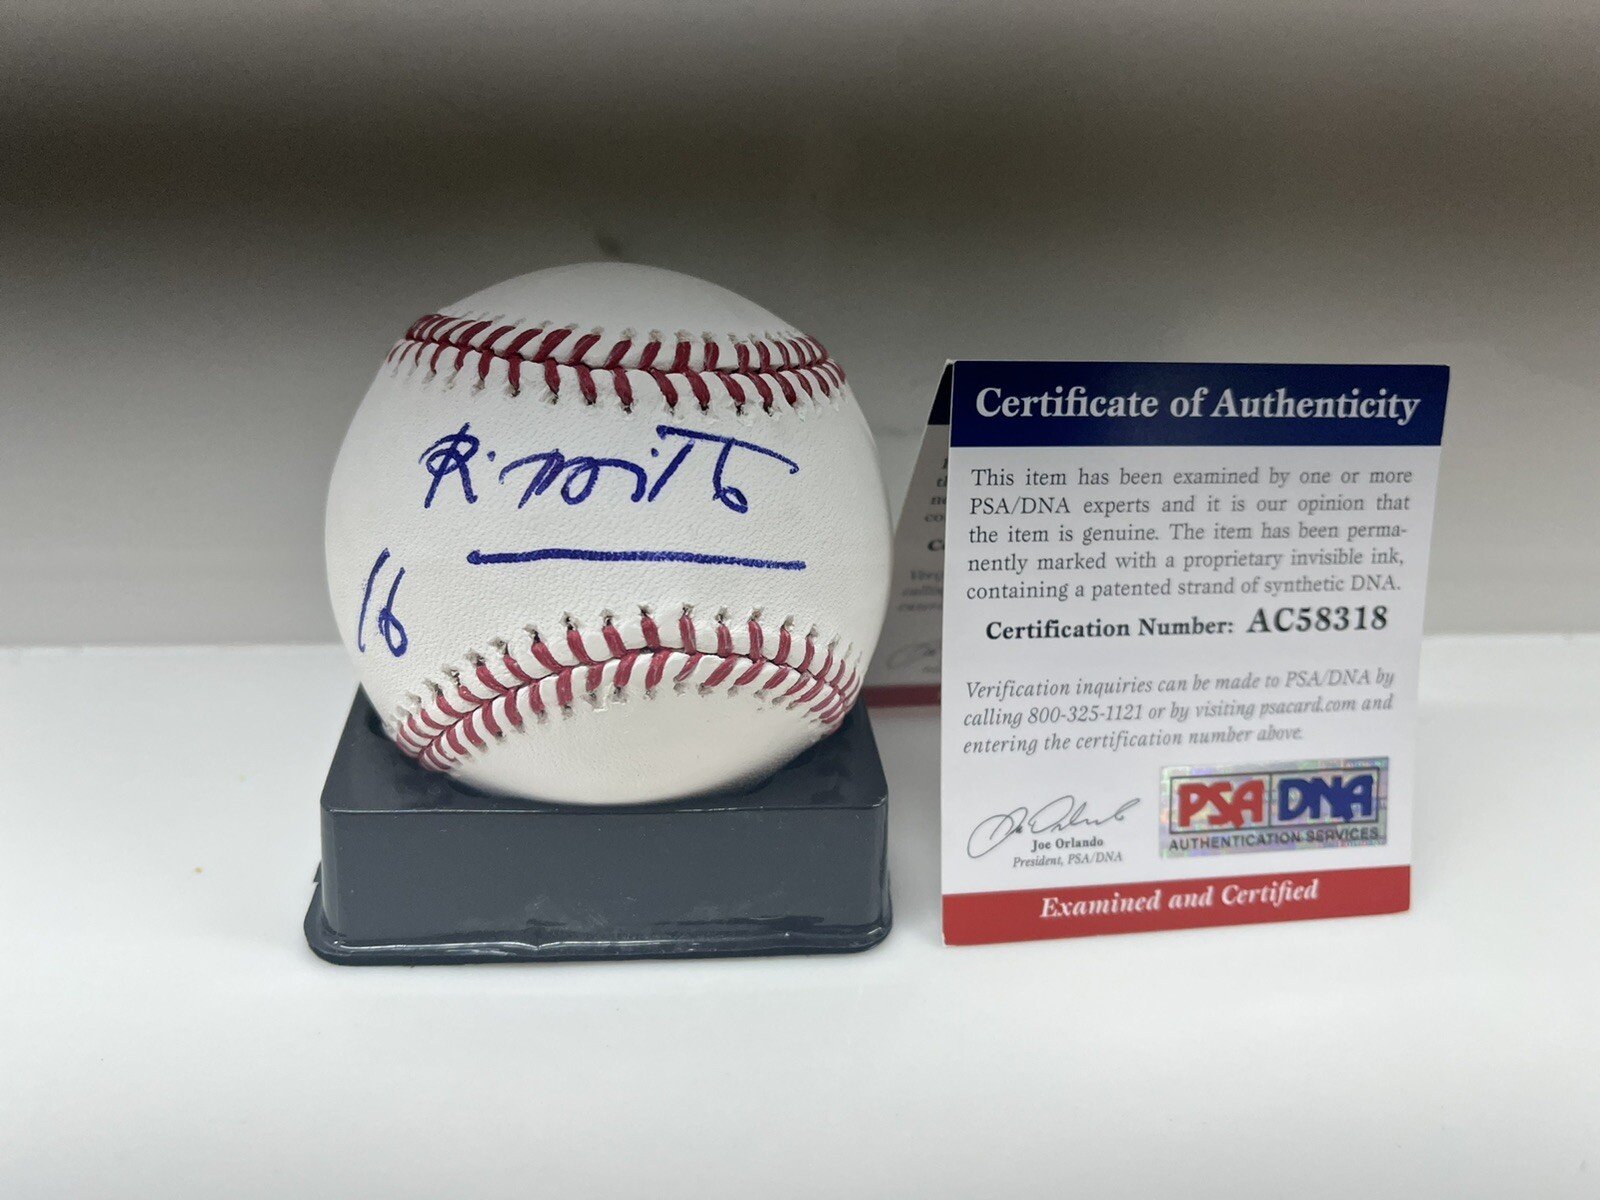 16
Certificate of Authenticity
This item has been examined by one or more
PSA/DNA experts and it is our opinion that
the item is genuine. The item has been perma-
nently marked with a proprietary invisible ink,
containing a patented strand of synthetic DNA.
Certification Number: AC58318
Verification inquiries can be made to PSA/DNA by
calling 800-325-1121 or by visiting psacard.com and
entering the certification number above.
Joe Orlando
President, PSA/DNA
PSA DNA
AUTHENTICATION SERVICES
Examined and Certified